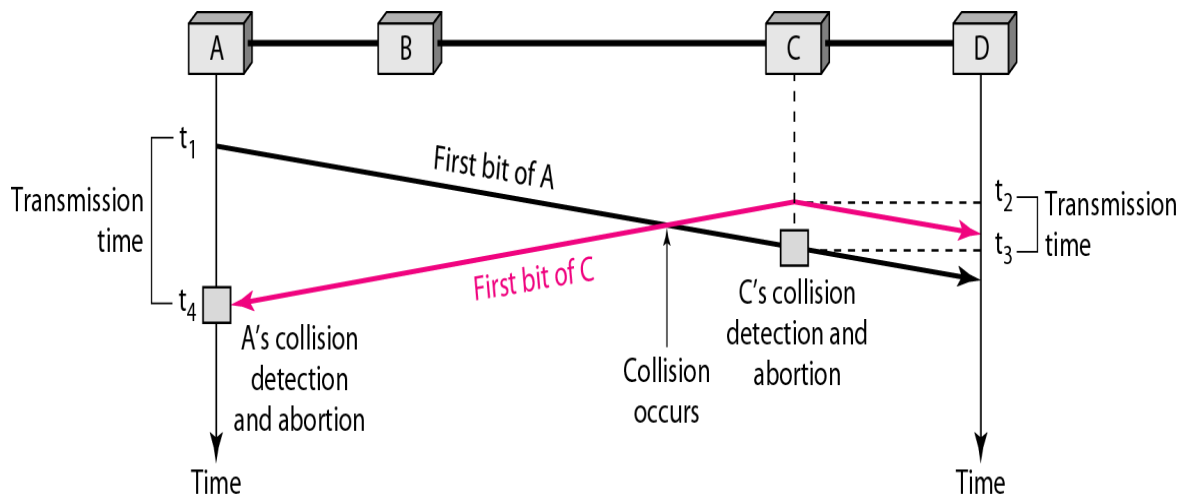 A
B
C
D
t1
First bit of A
Transmission
time
t2
Transmission
time
t3
First bit of C
t4
A's collision
detection
and abortion
Collision
occurs
C's collision
detection and
abortion
Time
Time